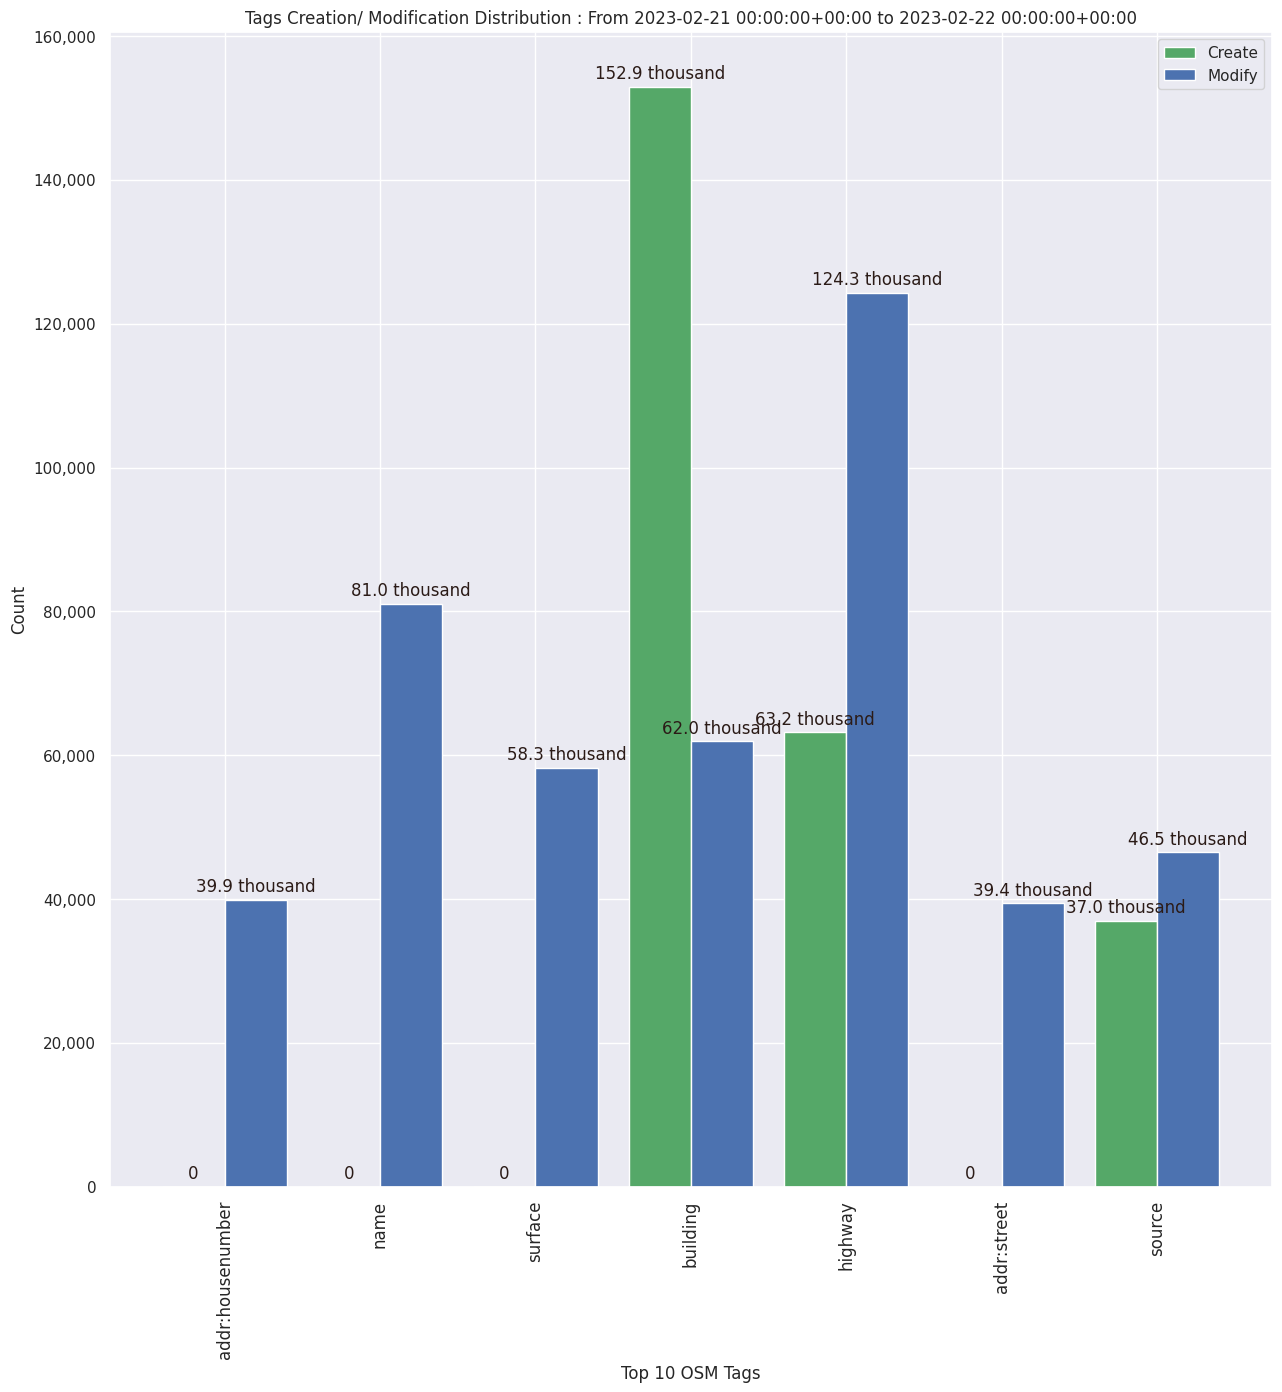 Tags Creation/ Modification Distribution : From 2023-02-21 00:00:00+00:00 to 2023-02-22 00:00:00+00:00
Create
Modify
160,000
140,000
120,000
100,000
80,000
60,000
40,000
20,000
0
Count
0
39.9 thousand
0
81.0 thousand
0
58.3 thousand
152.9 thousand
62.0 thousand
63.2 thousand
124.3 thousand
0
39.4 thousand
37.0 thousand
46.5 thousand
addr:housenumber
name
surface
building
highway
addr:street
source
Top 10 OSM Tags